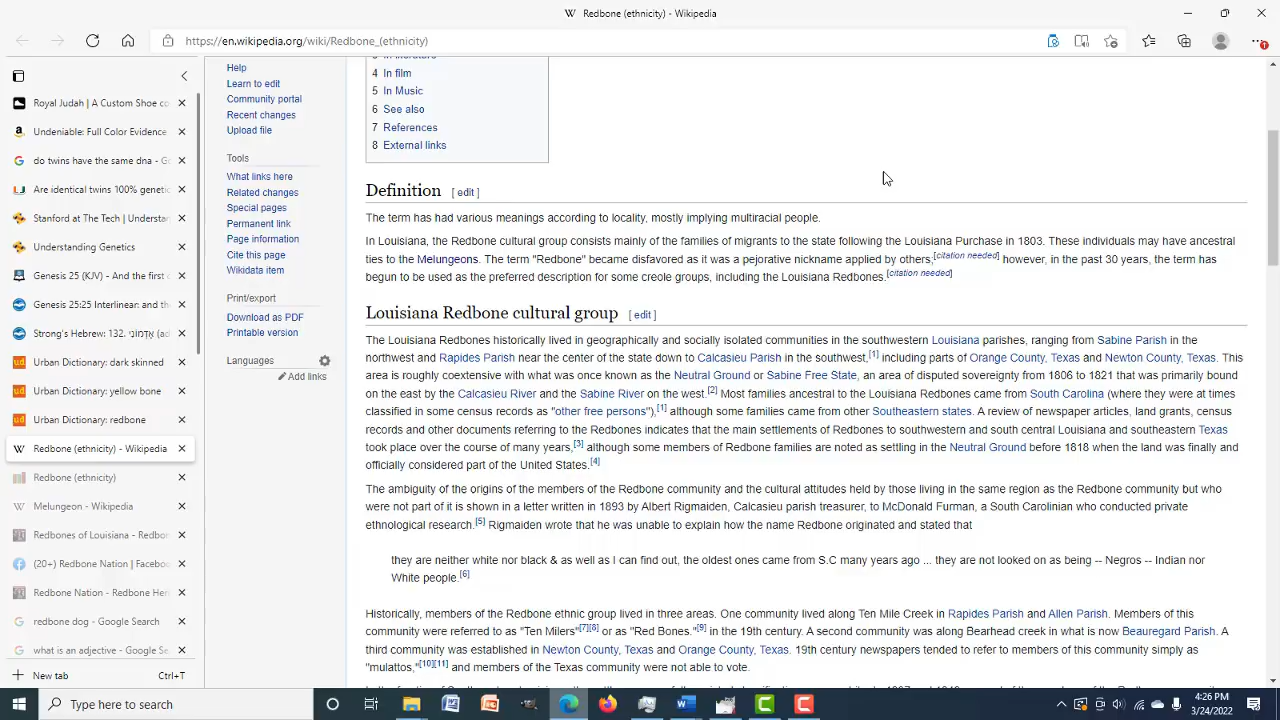 Redbone (ethnicity) - Wikipedia
https://en.wikipedia.org/wiki/Redbone_(ethnicity)
Royal Judah | A Custom Shoe co
Undeniable: Full Color Evidence
do twins have the same dna - Go
Are identical twins 100% genetic
Stanford at The Tech | Understar
Understanding Genetics
Genesis 25 (KJV) - And the first c
Genesis 25:25 Interlinear: and the
Strong's Hebrew: 132. אַדְמוֹנִי (ad
Urban Dictionary: dark skinned
Urban Dictionary: yellow bone
Urban Dictionary: redbone
Redbone (ethnicity) - Wikipedia
Redbone (ethnicity)
Melungeon - Wikipedia
Redbones of Louisiana - Redbon
(20+) Redbone Nation | Facebook
Redbone Nation - Redbone Heri
redbone dog - Google Search
what is an adjective - Google Se
New tab Ctrl+T
Help
Learn to edit
Community portal
Recent changes
Upload file
Tools
What links here
Related changes
Special pages
Permanent link
Page information
Cite this page
Wikidata item
Print/export
Download as PDF
Printable version
Languages
Add links
3 In literature
4 In film
5 In Music
6 See also
7 References
8 External links
Definition [ edit ]
The term has had various meanings according to locality, mostly implying multiracial people.
In Louisiana, the Redbone cultural group consists mainly of the families of migrants to the state following the Louisiana Purchase in 1803. These individuals may have ancestral
ties to the Melungeons. The term "Redbone" became disfavored as it was a pejorative nickname applied by others,[citation needed] however, in the past 30 years, the term has
begun to be used as the preferred description for some creole groups, including the Louisiana Redbones.[citation needed]
Louisiana Redbone cultural group [ edit ]
The Louisiana Redbones historically lived in geographically and socially isolated communities in the southwestern Louisiana parishes, ranging from Sabine Parish in the
northwest and Rapides Parish near the center of the state down to Calcasieu Parish in the southwest,[1] including parts of Orange County, Texas and Newton County, Texas. This
area is roughly coextensive with what was once known as the Neutral Ground or Sabine Free State, an area of disputed sovereignty from 1806 to 1821 that was primarily bound
on the east by the Calcasieu River and the Sabine River on the west.[2] Most families ancestral to the Louisiana Redbones came from South Carolina (where they were at times
classified in some census records as "other free persons"),[1] although some families came from other Southeastern states. A review of newspaper articles, land grants, census
records and other documents referring to the Redbones indicates that the main settlements of Redbones to southwestern and south central Louisiana and southeastern Texas
took place over the course of many years,[3] although some members of Redbone families are noted as settling in the Neutral Ground before 1818 when the land was finally and
officially considered part of the United States.[4]
The ambiguity of the origins of the members of the Redbone community and the cultural attitudes held by those living in the same region as the Redbone community but who
were not part of it is shown in a letter written in 1893 by Albert Rigmaiden, Calcasieu parish treasurer, to McDonald Furman, a South Carolinian who conducted private
ethnological research.[5] Rigmaiden wrote that he was unable to explain how the name Redbone originated and stated that
they are neither white nor black & as well as I can find out, the oldest ones came from S.C many years ago ... they are not looked on as being -- Negros -- Indian nor
White people.[6]
Historically, members of the Redbone ethnic group lived in three areas. One community lived along Ten Mile Creek in Rapides Parish and Allen Parish. Members of this
community were referred to as "Ten Milers"[7][8] or as "Red Bones."[9] in the 19th century. A second community was along Bearhead creek in what is now Beauregard Parish. A
third community was established in Newton County, Texas and Orange County, Texas. 19th century newspapers tended to refer to members of this community simply as
"mulattos,"[10][11] and members of the Texas community were not able to vote.
Type here to search
4:26 PM
3/24/2022